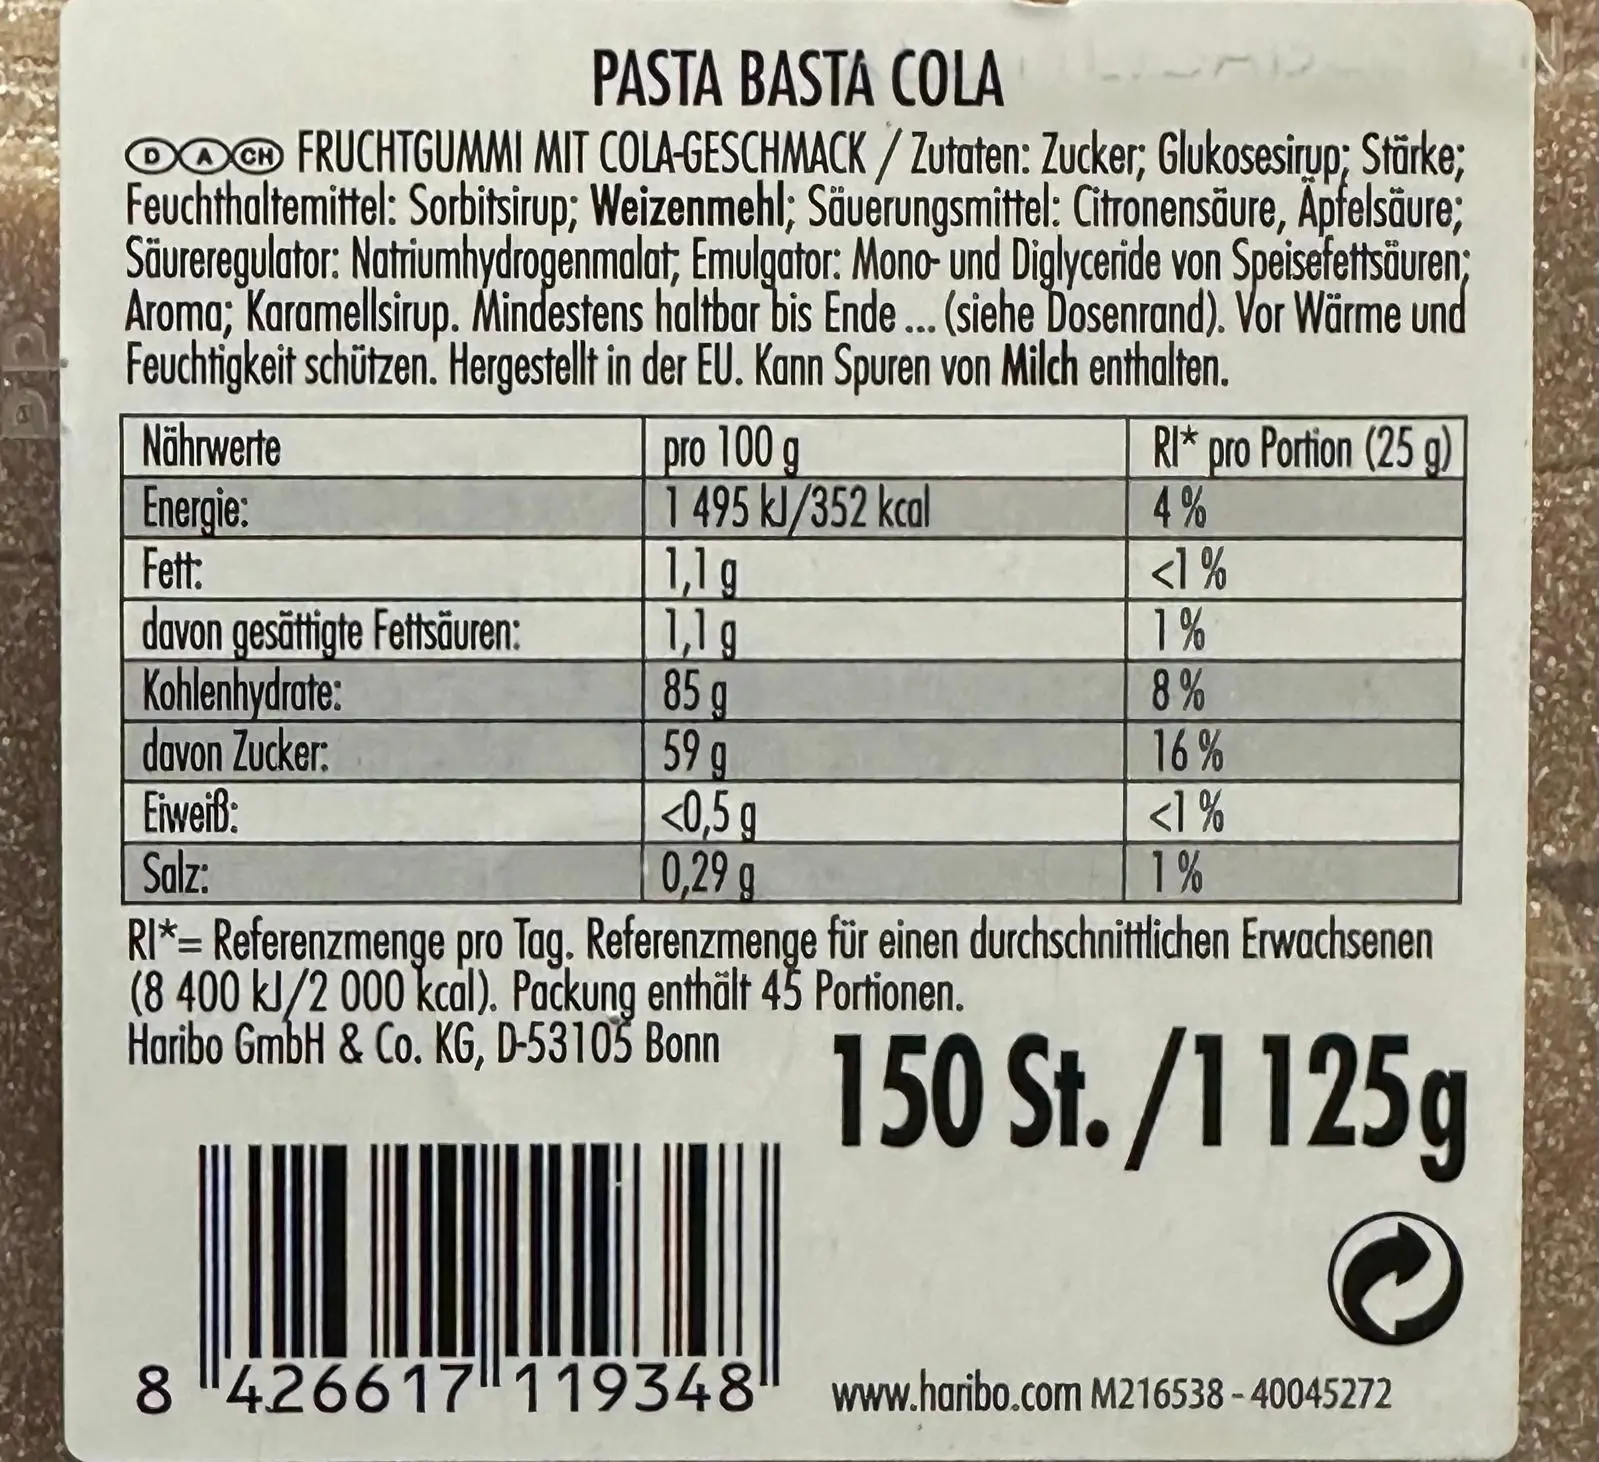 PASTA BASTA COLA
D A CH FRUCHTGUMMI MIT COLA-GESCHMACK / Zutaten: Zucker; Glukosesirup; Stärke;
Feuchthaltemittel: Sorbitsirup; Weizenmehl; Säuerungsmittel: Citronensäure, Äpfelsäure;
Säureregulator: Natriumhydrogenmalat; Emulgator: Mono- und Diglyceride von Speisefettsäuren;
Aroma; Karamellsirup. Mindestens haltbar bis Ende ... (siehe Dosenrand). Vor Wärme und
Feuchtigkeit schützen. Hergestellt in der EU. Kann Spuren von Milch enthalten.
Nährwerte pro 100 g RI* pro Portion (25 g)
Energie: 1 495 kJ/352 kcal 4 %
Fett: 1,1 g <1 %
davon gesättigte Fettsäuren: 1,1 g 1 %
Kohlenhydrate: 85 g 8 %
davon Zucker: 59 g 16 %
Eiweiß: <0,5 g <1 %
Salz: 0,29 g 1 %
RI*= Referenzmenge pro Tag. Referenzmenge für einen durchschnittlichen Erwachsenen
(8 400 kJ/2 000 kcal). Packung enthält 45 Portionen.
Haribo GmbH & Co. KG, D-53105 Bonn
150 St./1 125g
8 426617 119348
www.haribo.com M216538 - 40045272